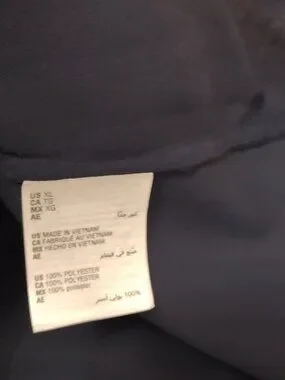 US XL
CA TG
MX XG
AE كبير جدًا
US MADE IN VIETNAM
CA FABRIQUÉ AU VIETNAM
MX HECHO EN VIETNAM
AE صنع في فيتنام
US 100% POLYESTER
CA 100% POLYESTER
MX 100% poliéster
AE 100% بولي أستر